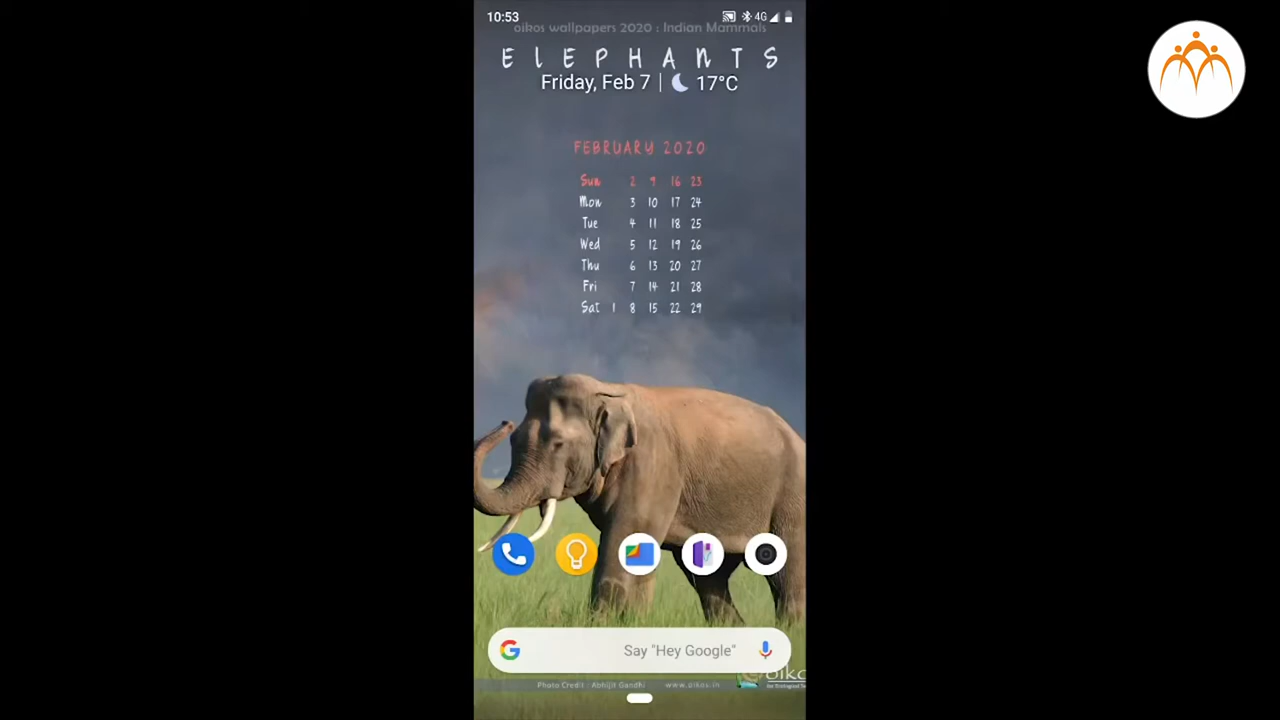 10:53
4G
oikos wallpapers 2020 : Indian Mammals
ELEPHANTS
Friday, Feb 7 | 17°C
FEBRUARY 2020
Sun 2 9 16 23
Mon 3 10 17 24
Tue 4 11 18 25
Wed 5 12 19 26
Thu 6 13 20 27
Fri 7 14 21 28
Sat 1 8 15 22 29
G Say "Hey Google"
Photo Credit : Abhijit Gandhi www.oikos.in